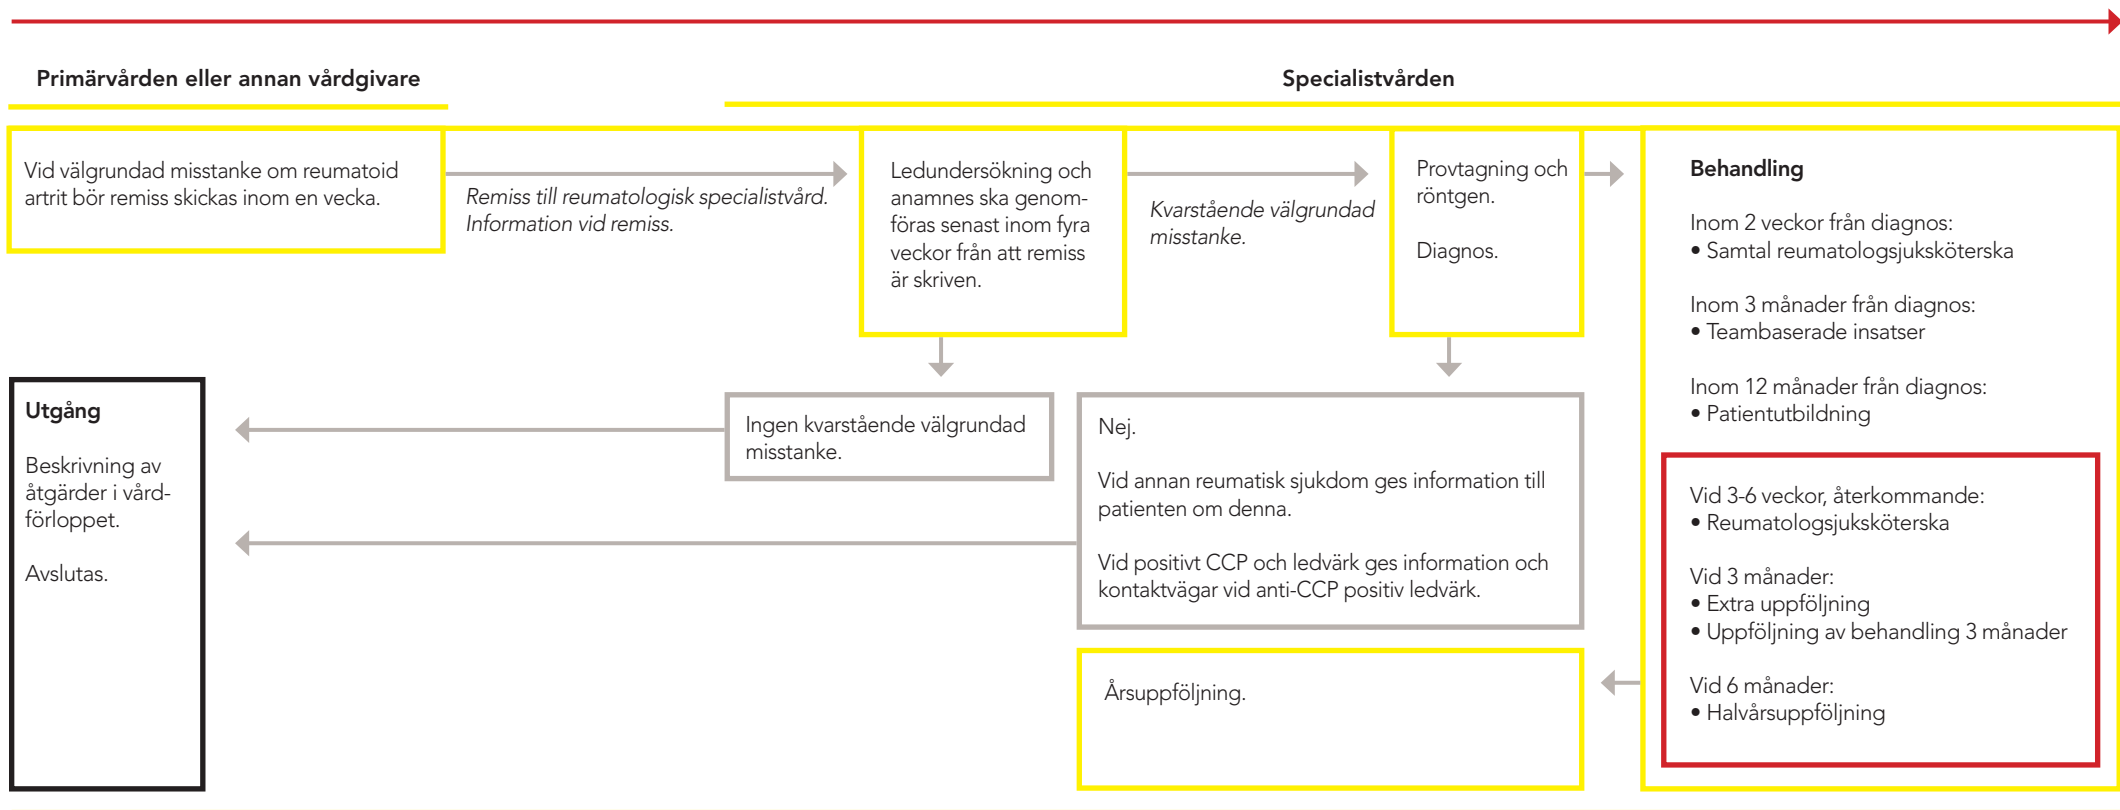 Primärvården eller annan vårdgivare
Specialistvården
Vid välgrundad misstanke om reumatoid
artrit bör remiss skickas inom en vecka.
Remiss till reumatologisk specialistvård.
Information vid remiss.
Ledundersökning och
anamnes ska genom-
föras senast inom fyra
veckor från att remiss
är skriven.
Kvarstående välgrundad
misstanke.
Provtagning och
röntgen.
Diagnos.
Behandling
Inom 2 veckor från diagnos:
• Samtal reumatologsjuksköterska
Inom 3 månader från diagnos:
• Teambaserade insatser
Inom 12 månader från diagnos:
• Patientutbildning
Vid 3-6 veckor, återkommande:
• Reumatologsjuksköterska
Vid 3 månader:
• Extra uppföljning
• Uppföljning av behandling 3 månader
Vid 6 månader:
• Halvårsuppföljning
Utgång
Beskrivning av
åtgärder i vård-
förloppet.
Avslutas.
Ingen kvarstående välgrundad
misstanke.
Nej.
Vid annan reumatisk sjukdom ges information till
patienten om denna.
Vid positivt CCP och ledvärk ges information och
kontaktvägar vid anti-CCP positiv ledvärk.
Årsuppföljning.